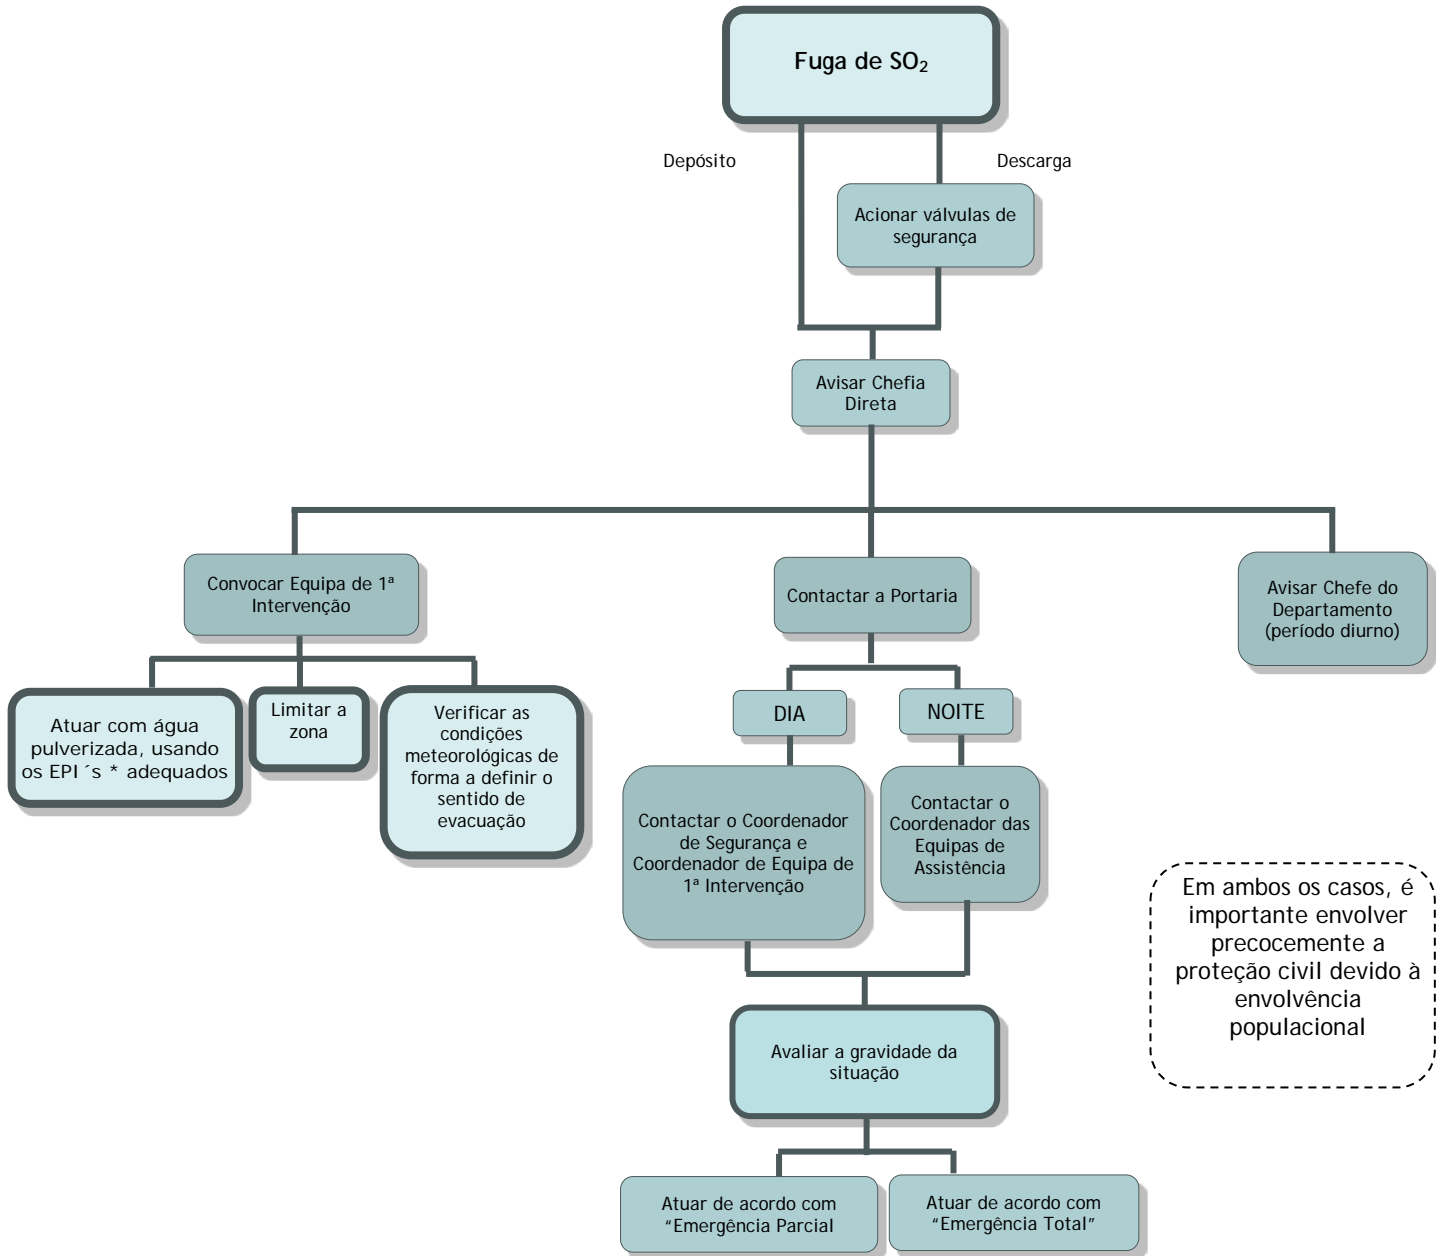 Fuga de SO₂
Depósito
Descarga
Acionar válvulas de
segurança
Avisar Chefia
Direta
Convocar Equipa de 1ª
Intervenção
Contactar a Portaria
Avisar Chefe do
Departamento
(período diurno)
Atuar com água
pulverizada, usando
os EPI´s * adequados
Limitar a
zona
Verificar as
condições
meteorológicas de
forma a definir o
sentido de
evacuação
DIA
NOITE
Contactar o Coordenador
de Segurança e
Coordenador de Equipa de
1ª Intervenção
Contactar o
Coordenador das
Equipas de
Assistência
Em ambos os casos, é
importante envolver
precocemente a
proteção civil devido à
envolvência
populacional
Avaliar a gravidade da
situação
Atuar de acordo com
“Emergência Parcial
Atuar de acordo com
“Emergência Total”